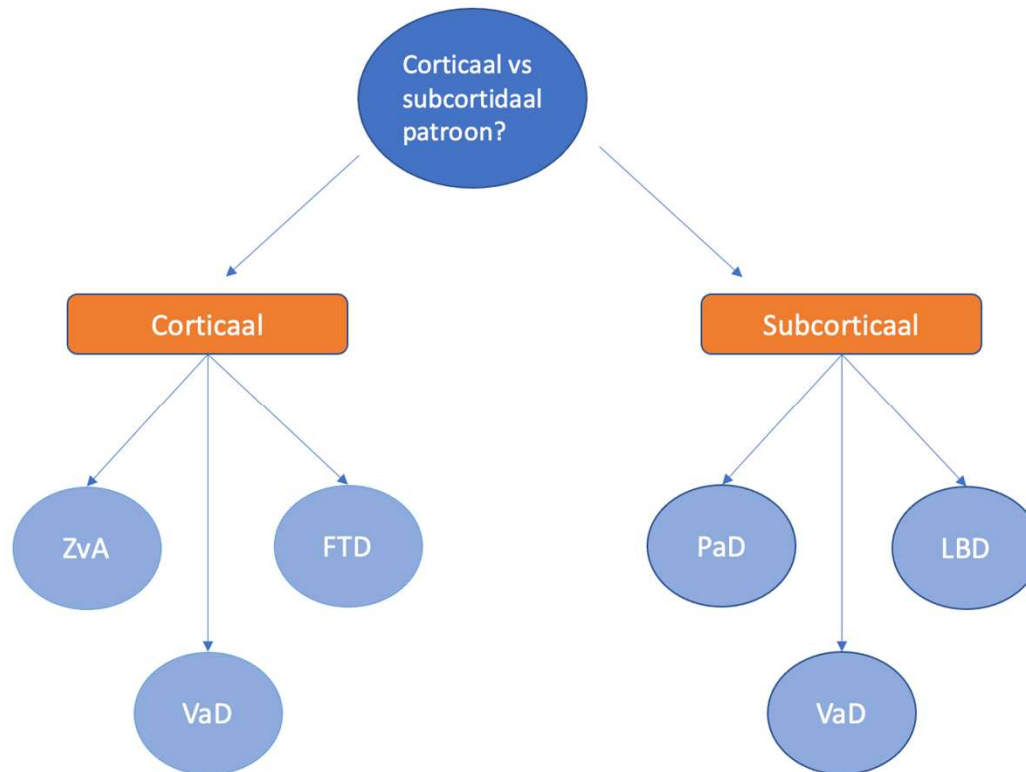 Corticaal vs
subcortidaal
patroon?
Corticaal
Subcorticaal
ZvA
FTD
PaD
LBD
VaD
VaD